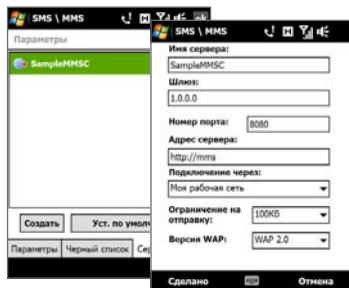 SMS \ MMS
ok
Параметры
SampleMMSC
Создать
Уст. по умолч
Параметры Черный список Сер
SMS \ MMS
Имя сервера:
SampleMMSC
Шлюз:
1.0.0.0
Номер порта: 8080
Адрес сервера:
http://mms
Подключение через:
Моя рабочая сеть
Ограничение на отправку: 100Кб
Версия WAP: WAP 2.0
Сделано
Отмена